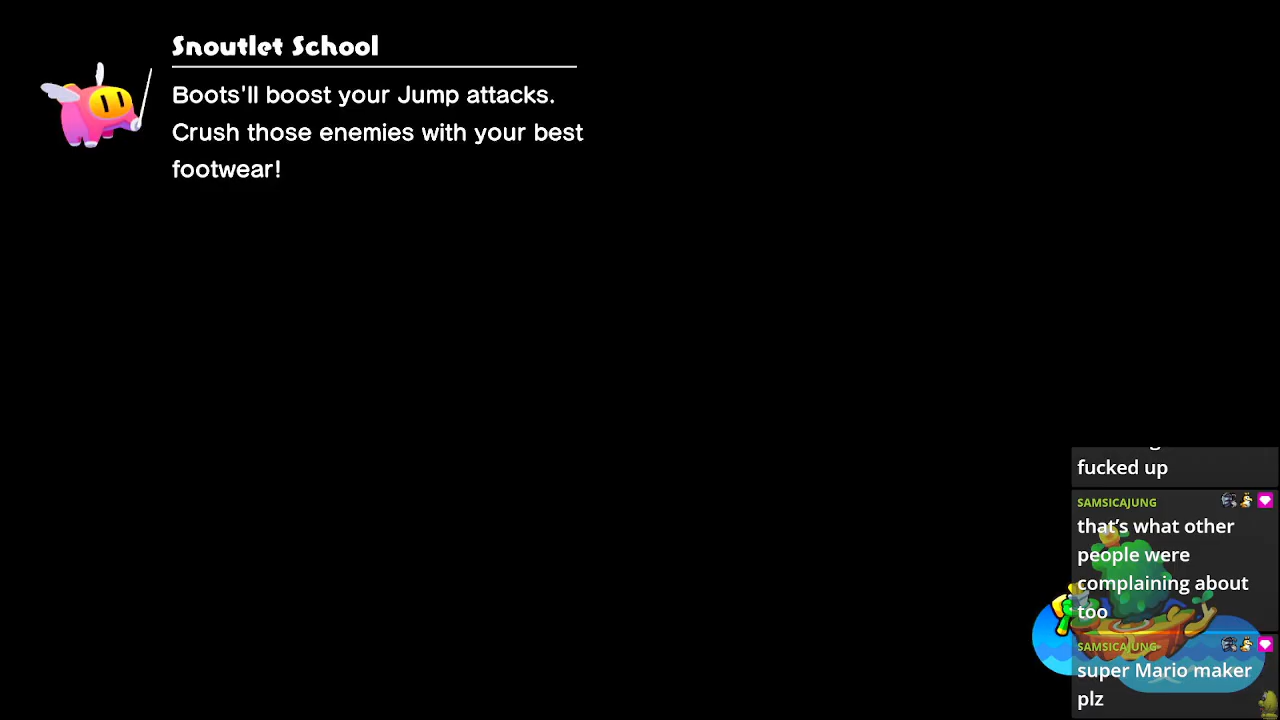 Snoutlet School
Boots'll boost your Jump attacks.
Crush those enemies with your best
footwear!
fucked up
SAMSICAJUNG
that's what other
people were
complaining about
too
SAMSICAJUNG
super Mario maker
plz